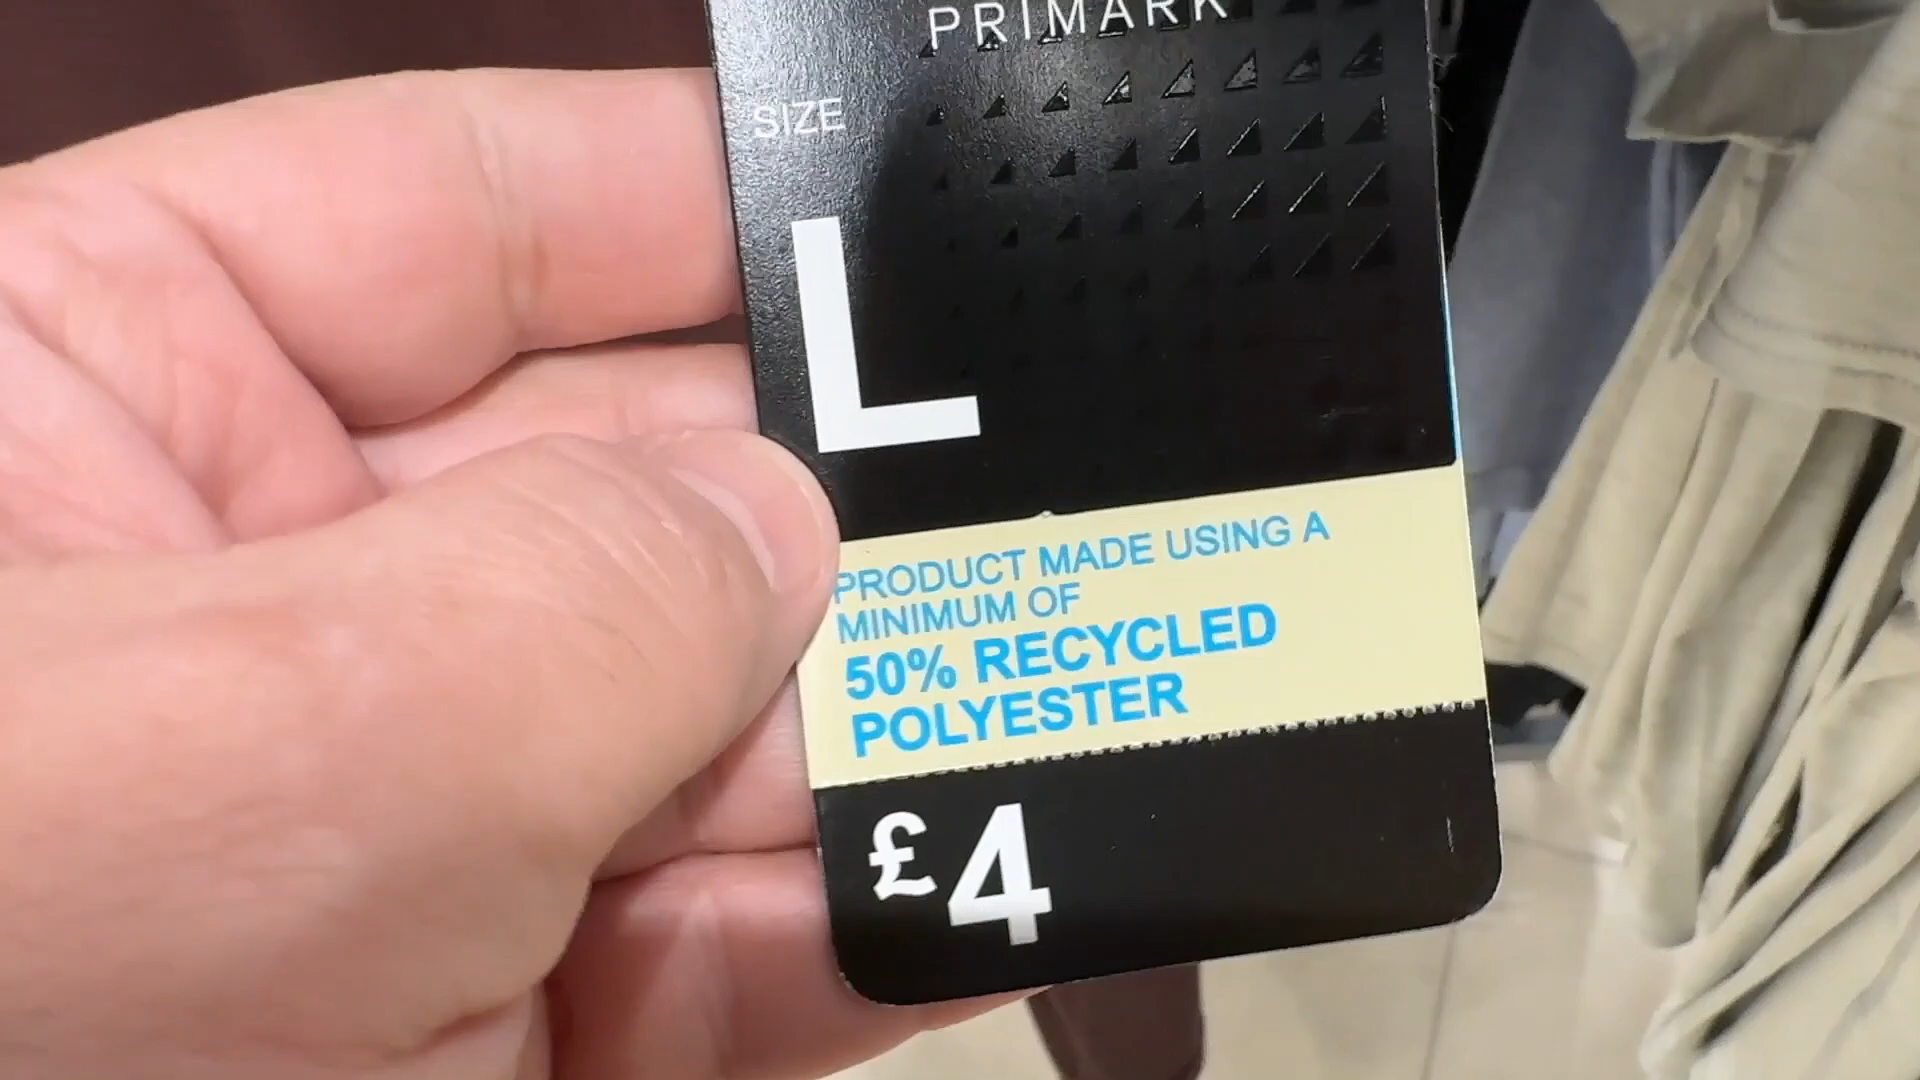 PRIMARK
SIZE
L
PRODUCT MADE USING A
MINIMUM OF
50% RECYCLED
POLYESTER
£4